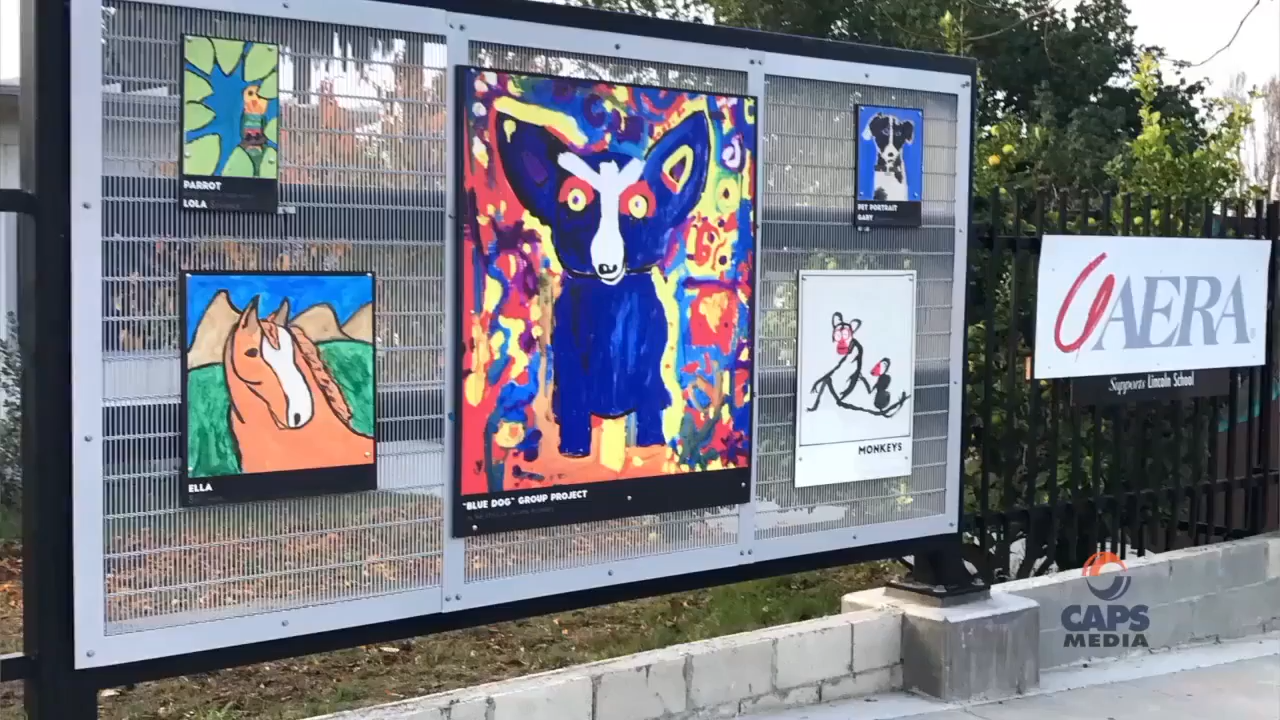 PARROT
LOLA
ELLA
"BLUE DOG" GROUP PROJECT
PET PORTRAIT
GARY
MONKEYS
AERA
Supports Lincoln School
CAPS
MEDIA